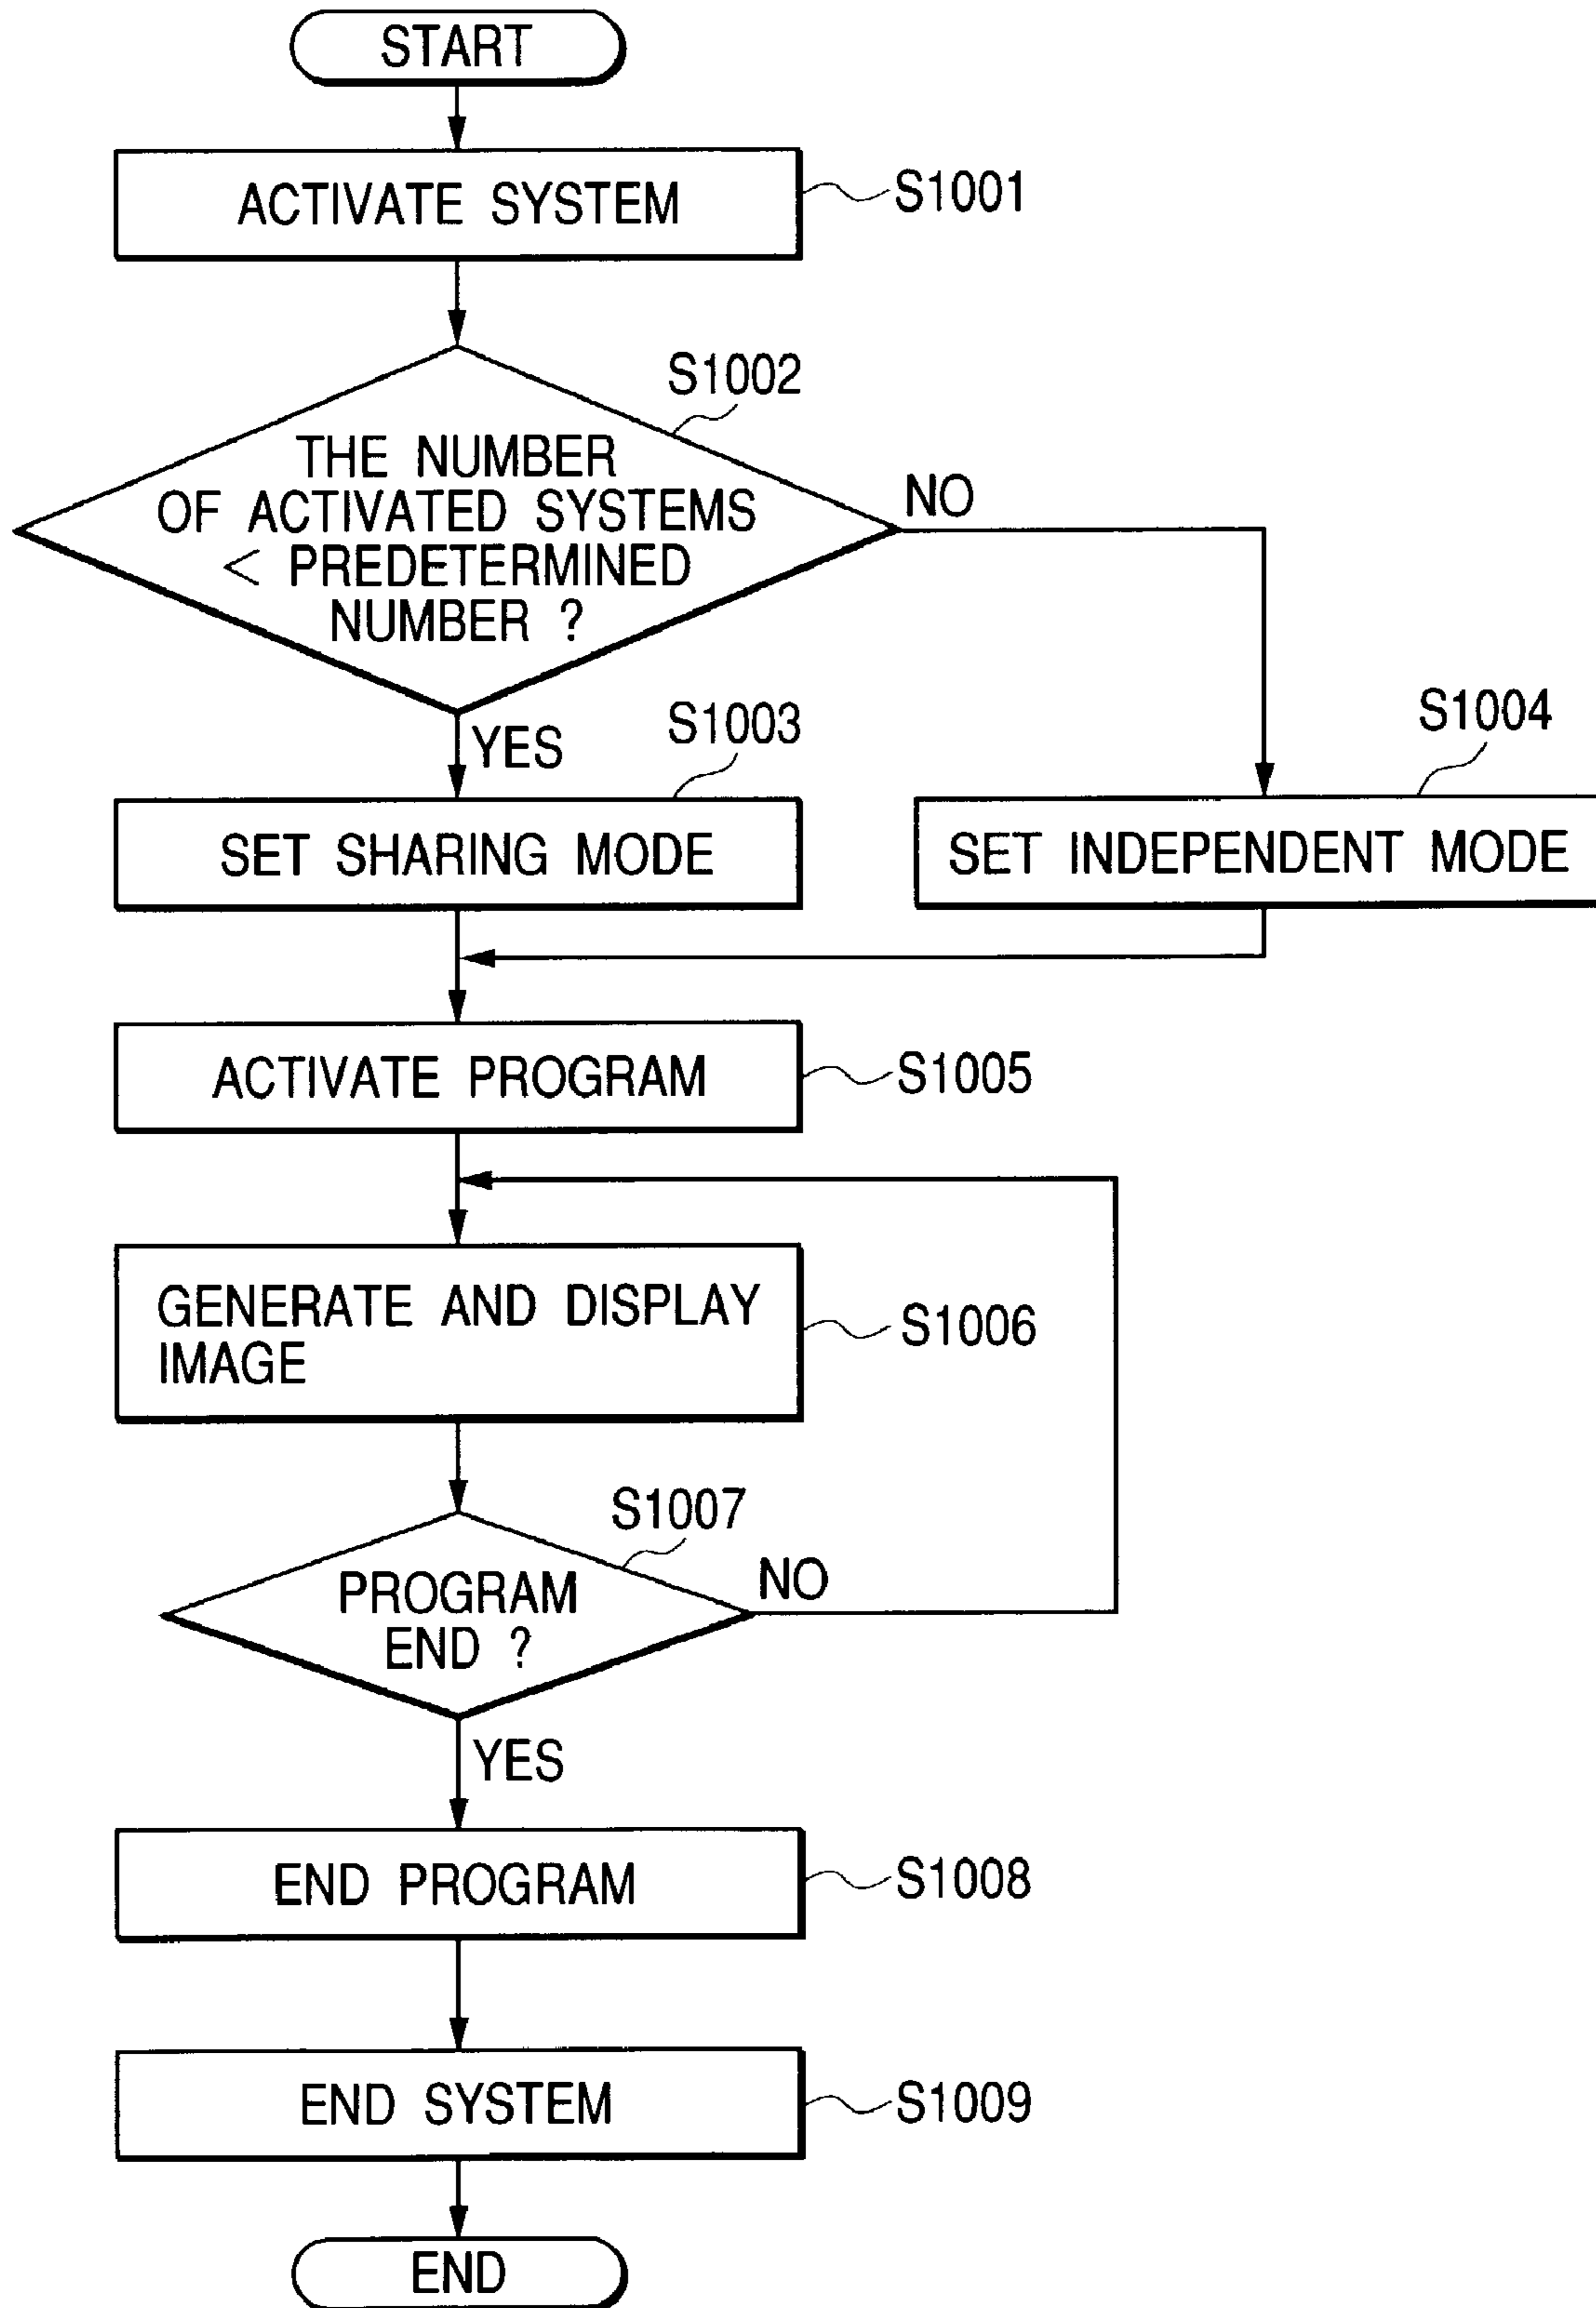 START
ACTIVATE SYSTEM
S1001
S1002
THE NUMBER
OF ACTIVATED SYSTEMS
< PREDETERMINED
NUMBER ?
NO
YES
S1003
S1004
SET SHARING MODE
SET INDEPENDENT MODE
ACTIVATE PROGRAM
S1005
GENERATE AND DISPLAY
IMAGE
S1006
S1007
PROGRAM
END ?
NO
YES
END PROGRAM
S1008
END SYSTEM
S1009
END